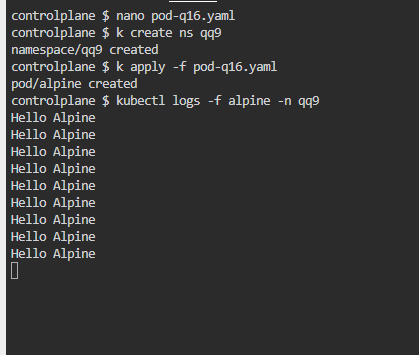 controlplane $ nano pod-q16.yaml
controlplane $ k create ns qq9
namespace/qq9 created
controlplane $ k apply -f pod-q16.yaml
pod/alpine created
controlplane $ kubectl logs -f alpine -n qq9
Hello Alpine
Hello Alpine
Hello Alpine
Hello Alpine
Hello Alpine
Hello Alpine
Hello Alpine
Hello Alpine
Hello Alpine